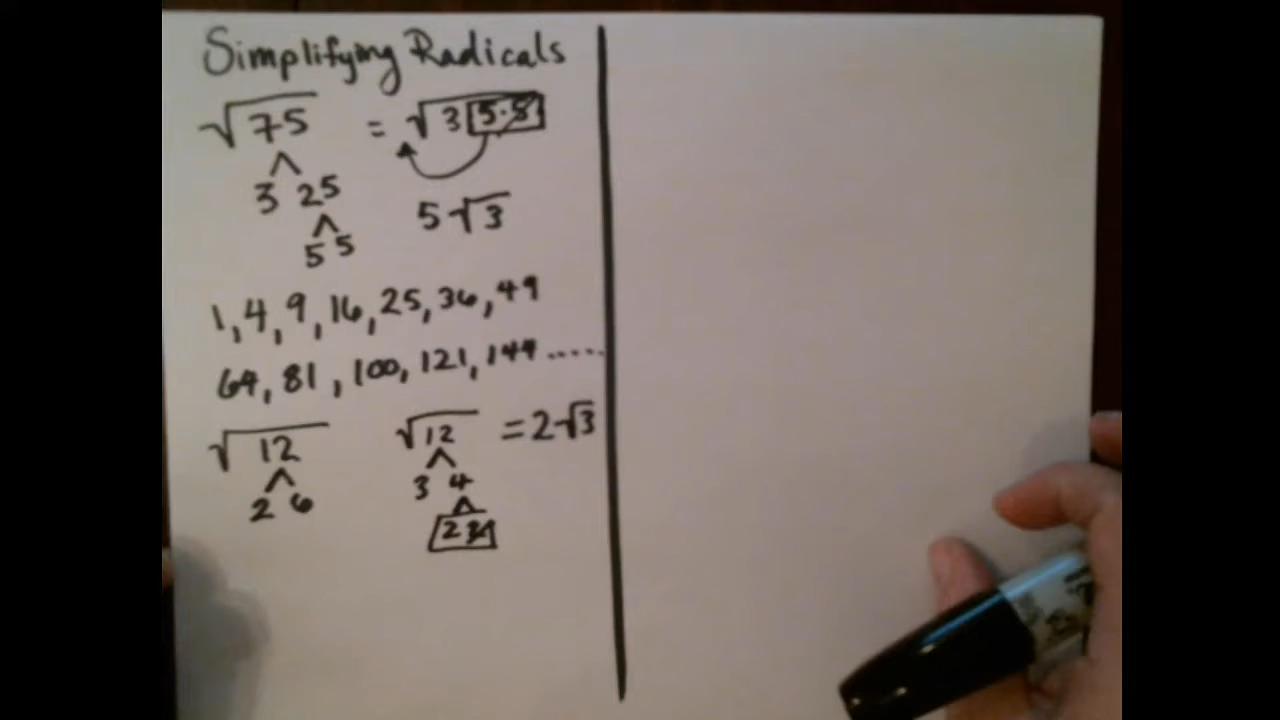 Simplifying Radicals
√75 = √3 5·5
3 25
5 5
5√3
1, 4, 9, 16, 25, 36, 49
64, 81, 100, 121, 144 .....
√12 √12 = 2√3
2 6 3 4
2 2